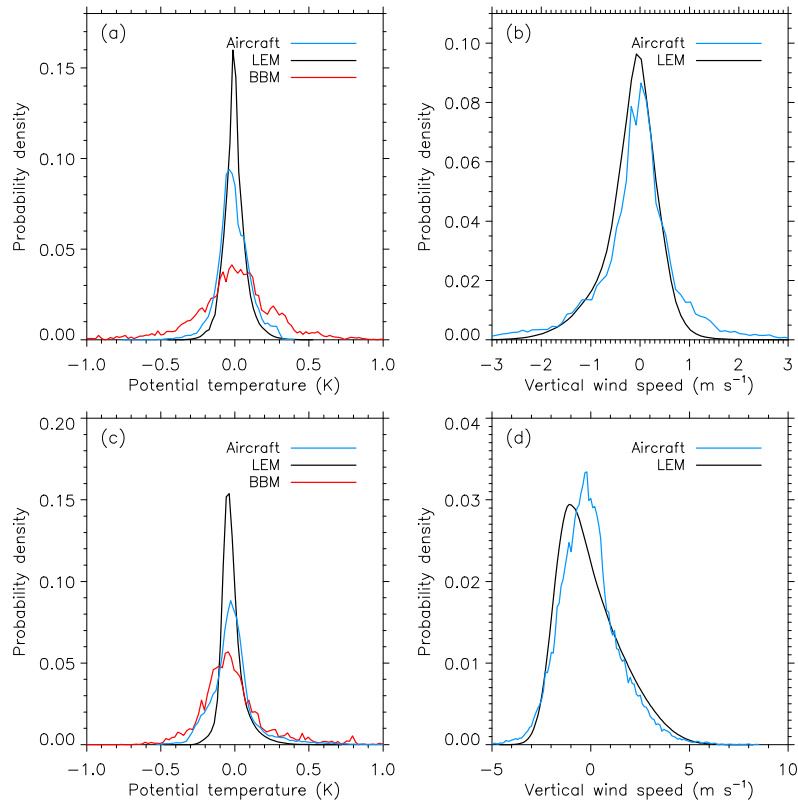 (a)
Aircraft
LEM
BBM
0.15
0.10
0.05
0.00
Probability density
−1.0 −0.5 0.0 0.5 1.0
Potential temperature (K)
(b)
Aircraft
LEM
0.10
0.08
0.06
0.04
0.02
0.00
Probability density
−3 −2 −1 0 1 2 3
Vertical wind speed (m s⁻¹)
(c)
Aircraft
LEM
BBM
0.20
0.15
0.10
0.05
0.00
Probability density
−1.0 −0.5 0.0 0.5 1.0
Potential temperature (K)
(d)
Aircraft
LEM
0.04
0.03
0.02
0.01
0.00
Probability density
−5 0 5 10
Vertical wind speed (m s⁻¹)